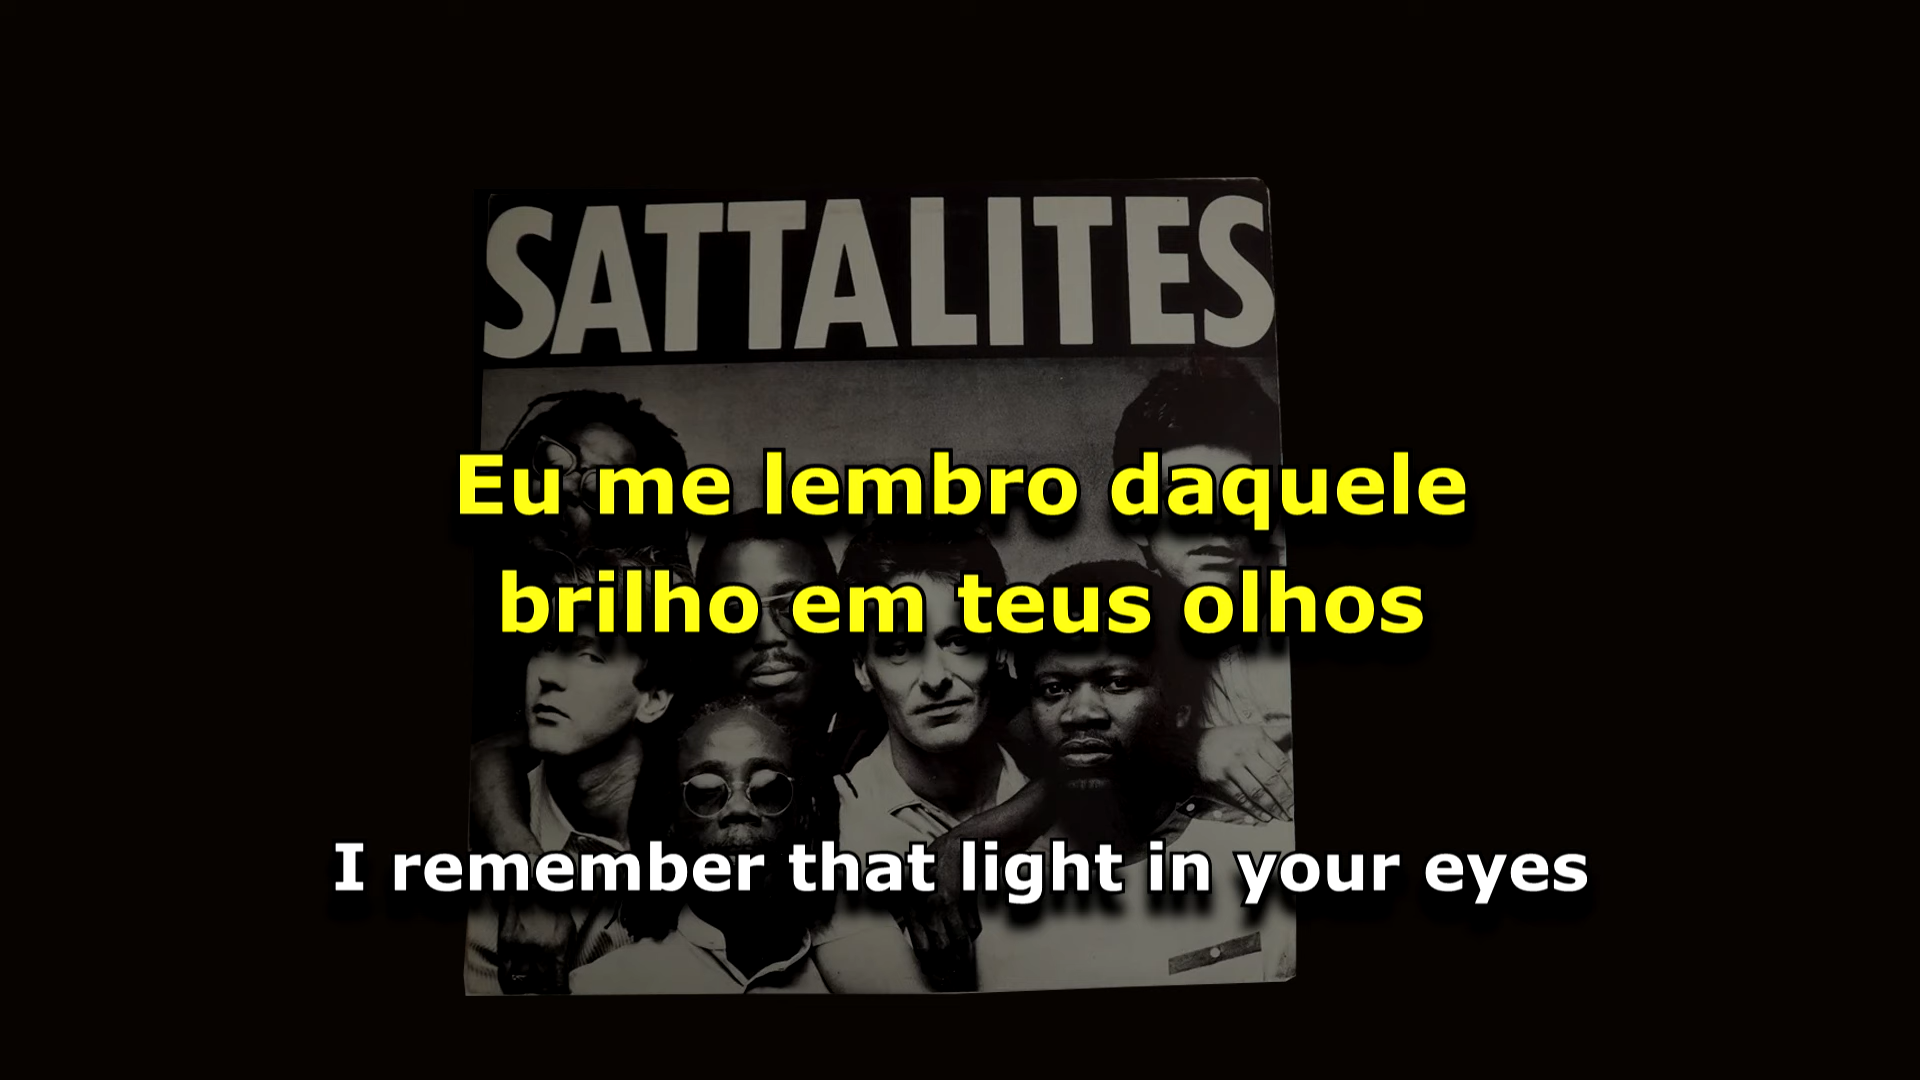 SATTALITES
Eu me lembro daquele
brilho em teus olhos
I remember that light in your eyes